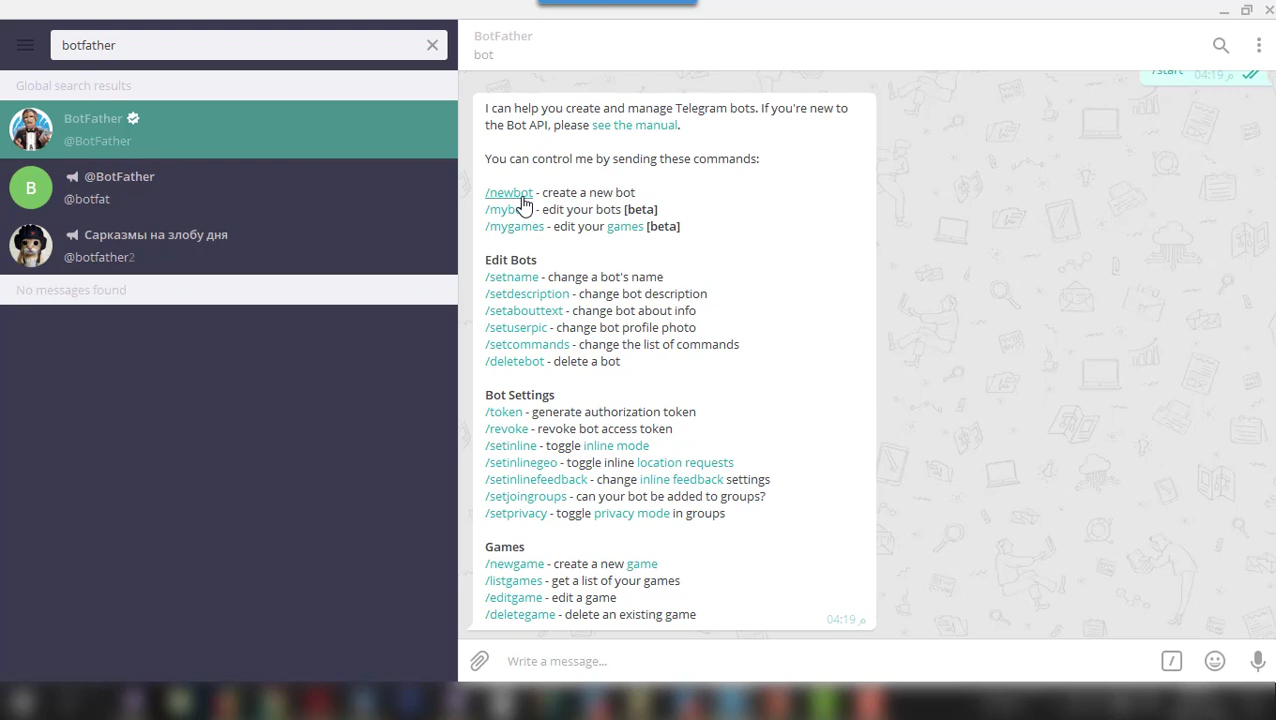 botfather
Global search results
BotFather
@BotFather
B
@BotFather
@botfat
Сарказмы на злобу дня
@botfather2
No messages found
BotFather
bot
/start
04:19
I can help you create and manage Telegram bots. If you're new to
the Bot API, please see the manual.
You can control me by sending these commands:
/newbot - create a new bot
- edit your bots [beta]
/mygames - edit your games [beta]
Edit Bots
/setname - change a bot's name
/setdescription - change bot description
/setabouttext - change bot about info
/setuserpic - change bot profile photo
/setcommands - change the list of commands
/deletebot - delete a bot
Bot Settings
/token - generate authorization token
/revoke - revoke bot access token
/setinline - toggle inline mode
/setinlinegeo - toggle inline location requests
/setinlinefeedback - change inline feedback settings
/setjoingroups - can your bot be added to groups?
/setprivacy - toggle privacy mode in groups
Games
/newgame - create a new game
/listgames - get a list of your games
/editgame - edit a game
/deletegame - delete an existing game
04:19
Write a message...